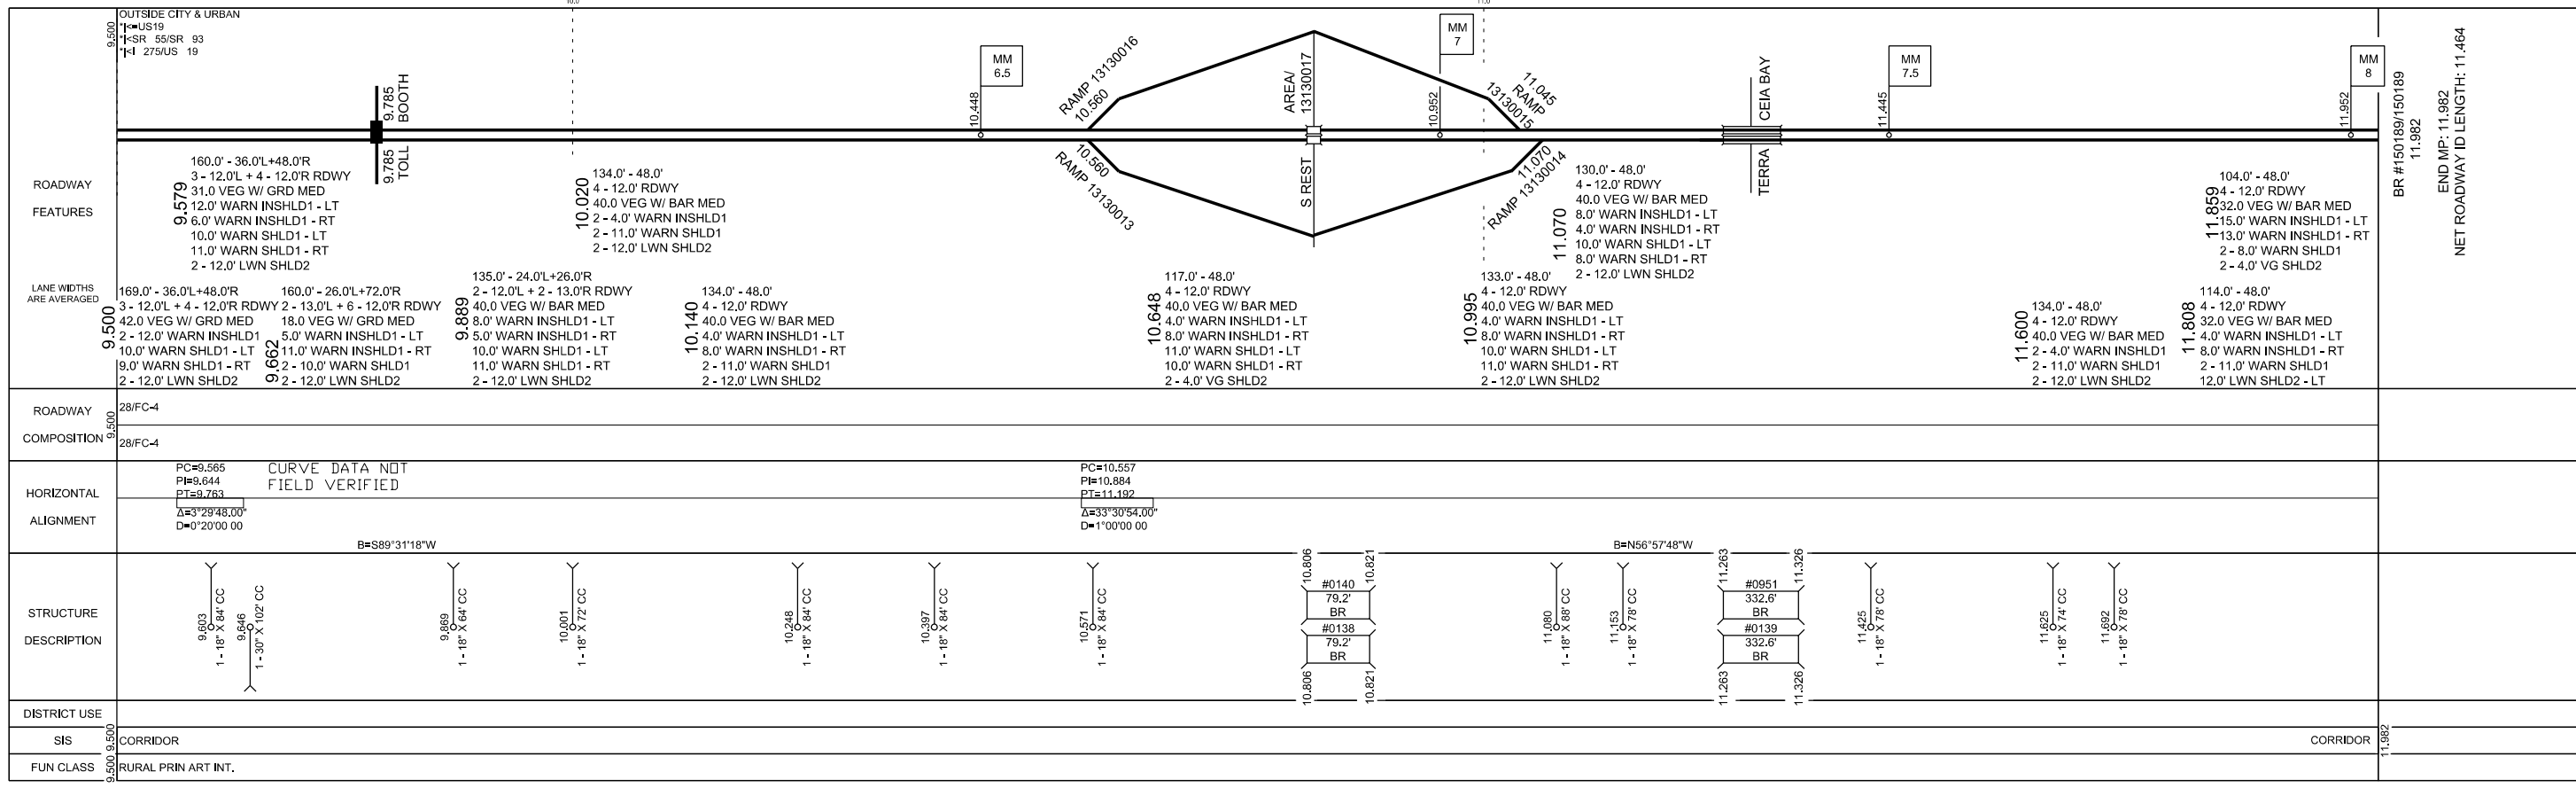 10.0
11.0
OUTSIDE CITY & URBAN
*|<=US19
*|<SR 55/SR 93
*|<I 275/US 19
9.500
9.785
BOOTH
9.785
TOLL
10.448
MM
6.5
RAMP 13130016
10.560
10.560
RAMP 13130013
AREA/
13130017
S REST
10.952
MM
7
11.045
RAMP
13130015
11.070
RAMP 13130014
CEIA BAY
TERRA
11.445
MM
7.5
11.952
MM
8
BR #150189/150189
11.982
END MP: 11.982
NET ROADWAY ID LENGTH: 11.464
ROADWAY
FEATURES
LANE WIDTHS
ARE AVERAGED
9.579
160.0' - 36.0'L+48.0'R
3 - 12.0'L + 4 - 12.0'R RDWY
31.0 VEG W/ GRD MED
12.0' WARN INSHLD1 - LT
6.0' WARN INSHLD1 - RT
10.0' WARN SHLD1 - LT
11.0' WARN SHLD1 - RT
2 - 12.0' LWN SHLD2
10.020
134.0' - 48.0'
4 - 12.0' RDWY
40.0 VEG W/ BAR MED
2 - 4.0' WARN INSHLD1
2 - 11.0' WARN SHLD1
2 - 12.0' LWN SHLD2
11.070
130.0' - 48.0'
4 - 12.0' RDWY
40.0 VEG W/ BAR MED
8.0' WARN INSHLD1 - LT
4.0' WARN INSHLD1 - RT
10.0' WARN SHLD1 - LT
8.0' WARN SHLD1 - RT
2 - 12.0' LWN SHLD2
11.859
104.0' - 48.0'
4 - 12.0' RDWY
32.0 VEG W/ BAR MED
15.0' WARN INSHLD1 - LT
13.0' WARN INSHLD1 - RT
2 - 8.0' WARN SHLD1
2 - 4.0' VG SHLD2
9.500
169.0' - 36.0'L+48.0'R
3 - 12.0'L + 4 - 12.0'R RDWY
42.0 VEG W/ GRD MED
2 - 12.0' WARN INSHLD1
10.0' WARN SHLD1 - LT
9.0' WARN SHLD1 - RT
2 - 12.0' LWN SHLD2
9.662
160.0' - 26.0'L+72.0'R
2 - 13.0'L + 6 - 12.0'R RDWY
18.0 VEG W/ GRD MED
5.0' WARN INSHLD1 - LT
11.0' WARN INSHLD1 - RT
2 - 10.0' WARN SHLD1
2 - 12.0' LWN SHLD2
9.889
135.0' - 24.0'L+26.0'R
2 - 12.0'L + 2 - 13.0'R RDWY
40.0 VEG W/ BAR MED
8.0' WARN INSHLD1 - LT
5.0' WARN INSHLD1 - RT
10.0' WARN SHLD1 - LT
11.0' WARN SHLD1 - RT
2 - 12.0' LWN SHLD2
10.140
134.0' - 48.0'
4 - 12.0' RDWY
40.0 VEG W/ BAR MED
4.0' WARN INSHLD1 - LT
8.0' WARN INSHLD1 - RT
2 - 11.0' WARN SHLD1
2 - 12.0' LWN SHLD2
10.648
117.0' - 48.0'
4 - 12.0' RDWY
40.0 VEG W/ BAR MED
4.0' WARN INSHLD1 - LT
8.0' WARN INSHLD1 - RT
11.0' WARN SHLD1 - LT
10.0' WARN SHLD1 - RT
2 - 4.0' VG SHLD2
10.995
133.0' - 48.0'
4 - 12.0' RDWY
40.0 VEG W/ BAR MED
4.0' WARN INSHLD1 - LT
8.0' WARN INSHLD1 - RT
10.0' WARN SHLD1 - LT
11.0' WARN SHLD1 - RT
2 - 12.0' LWN SHLD2
11.600
134.0' - 48.0'
4 - 12.0' RDWY
40.0 VEG W/ BAR MED
2 - 4.0' WARN INSHLD1
2 - 11.0' WARN SHLD1
2 - 12.0' LWN SHLD2
11.808
114.0' - 48.0'
4 - 12.0' RDWY
32.0 VEG W/ BAR MED
4.0' WARN INSHLD1 - LT
8.0' WARN INSHLD1 - RT
2 - 11.0' WARN SHLD1
12.0' LWN SHLD2 - LT
ROADWAY
COMPOSITION
9.500
28/FC-4
28/FC-4
HORIZONTAL
ALIGNMENT
PC=9.565
PI=9.644
PT=9.763
Δ=3°29'48.00"
D=0°20'00 00
CURVE DATA NOT
FIELD VERIFIED
B=S89°31'18"W
PC=10.557
PI=10.884
PT=11.192
Δ=33°30'54.00"
D=1°00'00 00
B=N56°57'48"W
STRUCTURE
DESCRIPTION
9.603
1 - 18" X 84' CC
9.646
1 - 30" X 102' CC
9.869
1 - 18" X 64' CC
10.001
1 - 18" X 72' CC
10.248
1 - 18" X 84' CC
10.397
1 - 18" X 84' CC
10.571
1 - 18" X 84' CC
10.806
10.821
#0140
79.2'
BR
#0138
79.2'
BR
10.806
10.821
11.080
1 - 18" X 88' CC
11.153
1 - 18" X 78' CC
11.263
11.326
#0951
332.6'
BR
#0139
332.6'
BR
11.263
11.326
11.425
1 - 18" X 78' CC
11.625
1 - 18" X 74' CC
11.692
1 - 18" X 78' CC
DISTRICT USE
SIS
9.500
CORRIDOR
CORRIDOR
11.982
FUN CLASS
9.500
RURAL PRIN ART INT.